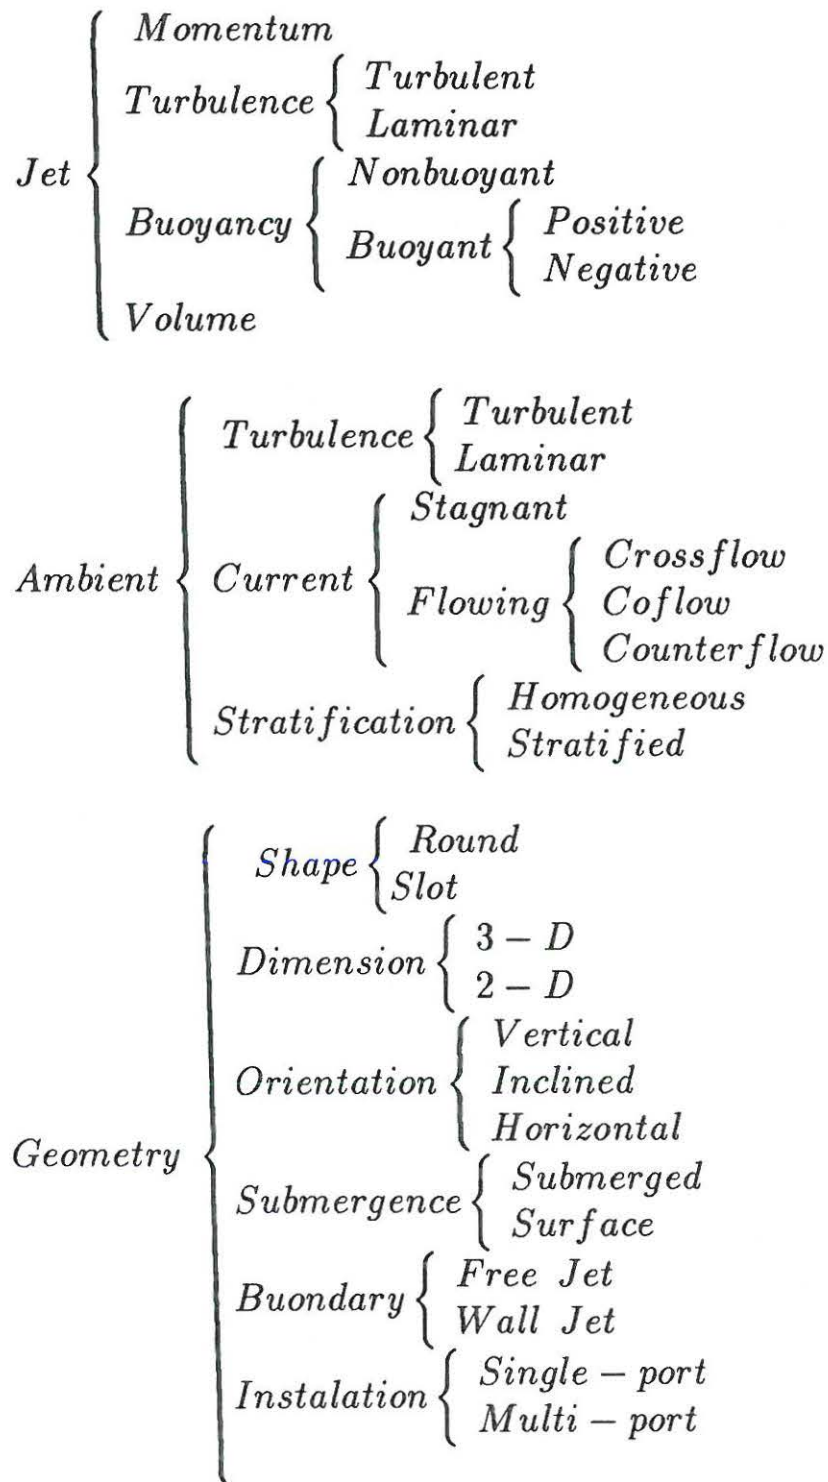 Momentum
Turbulence { Turbulent
Laminar
Jet {
Nonbuoyant
Buoyancy { Buoyant { Positive
Negative
Volume
Turbulence { Turbulent
Laminar
Stagnant
Ambient { Current { Flowing { Crossflow
Coflow
Counterflow
Stratification { Homogeneous
Stratified
Shape { Round
Slot
Dimension { 3 - D
2 - D
Orientation { Vertical
Inclined
Horizontal
Geometry {
Submergence { Submerged
Surface
Buondary { Free Jet
Wall Jet
Instalation { Single - port
Multi - port